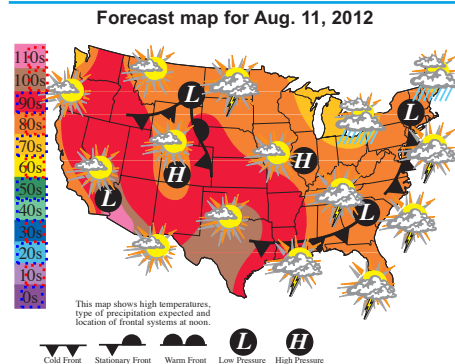 Forecast map for Aug. 11, 2012
110s
100s
90s
80s
70s
60s
50s
40s
30s
20s
10s
0s
L
L
H
H
L
L
This map shows high temperatures,
type of precipitation expected and
location of frontal systems at noon.
L
H
Cold Front
Stationary Front
Warm Front
Low Pressure
High Pressure